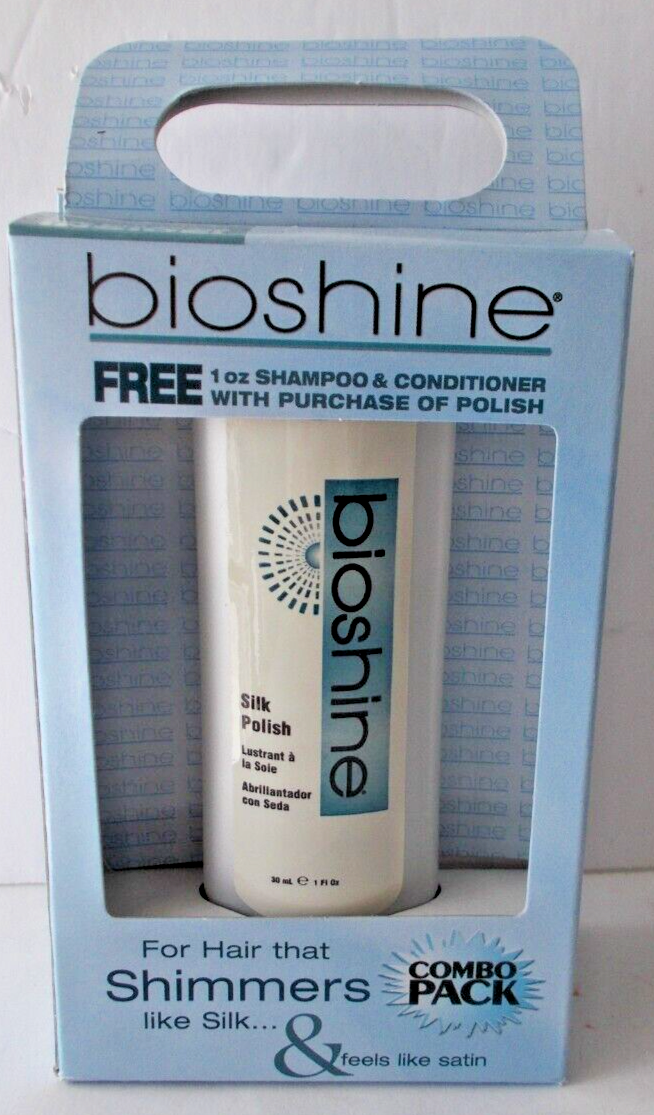 bioshine®
FREE 1 oz SHAMPOO & CONDITIONER
WITH PURCHASE OF POLISH
bioshine
Silk
Polish
Lustrant à
la Soie
Abrillantador
con Seda
30 mL ℮ 1 Fl Oz
For Hair that
Shimmers
like Silk...
& feels like satin
COMBO
PACK